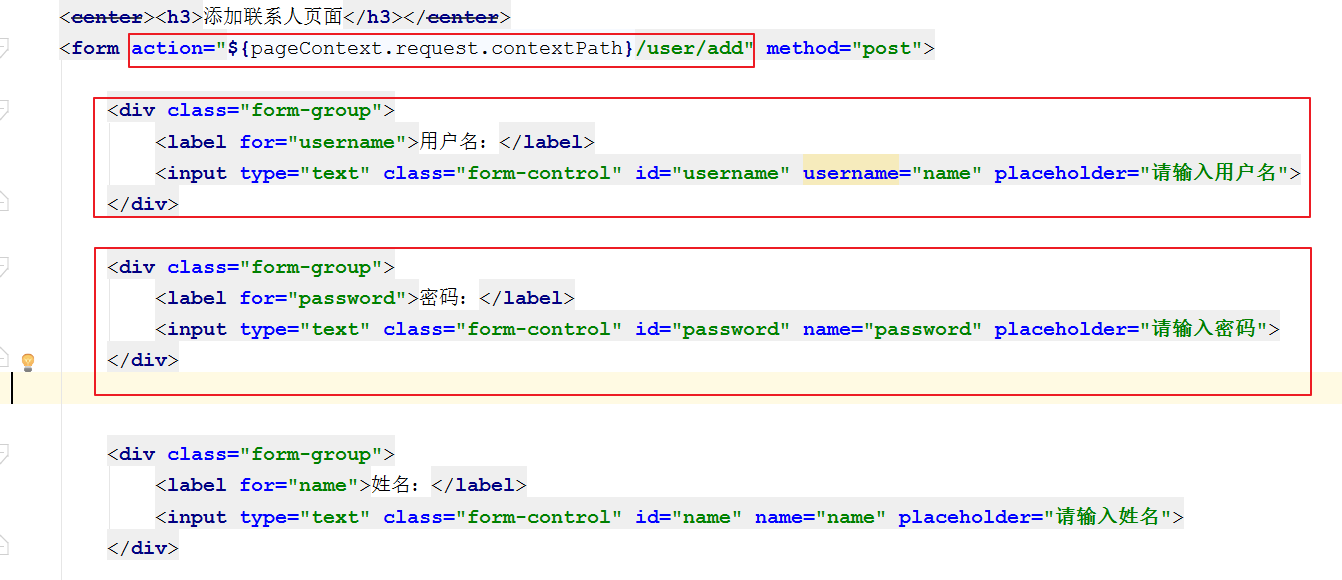 <center><h3>添加联系人页面</h3></center>
<form action="${pageContext.request.contextPath}/user/add" method="post">
<div class="form-group">
<label for="username">用户名：</label>
<input type="text" class="form-control" id="username" username="name" placeholder="请输入用户名">
</div>
<div class="form-group">
<label for="password">密码：</label>
<input type="text" class="form-control" id="password" name="password" placeholder="请输入密码">
</div>
<div class="form-group">
<label for="name">姓名：</label>
<input type="text" class="form-control" id="name" name="name" placeholder="请输入姓名">
</div>